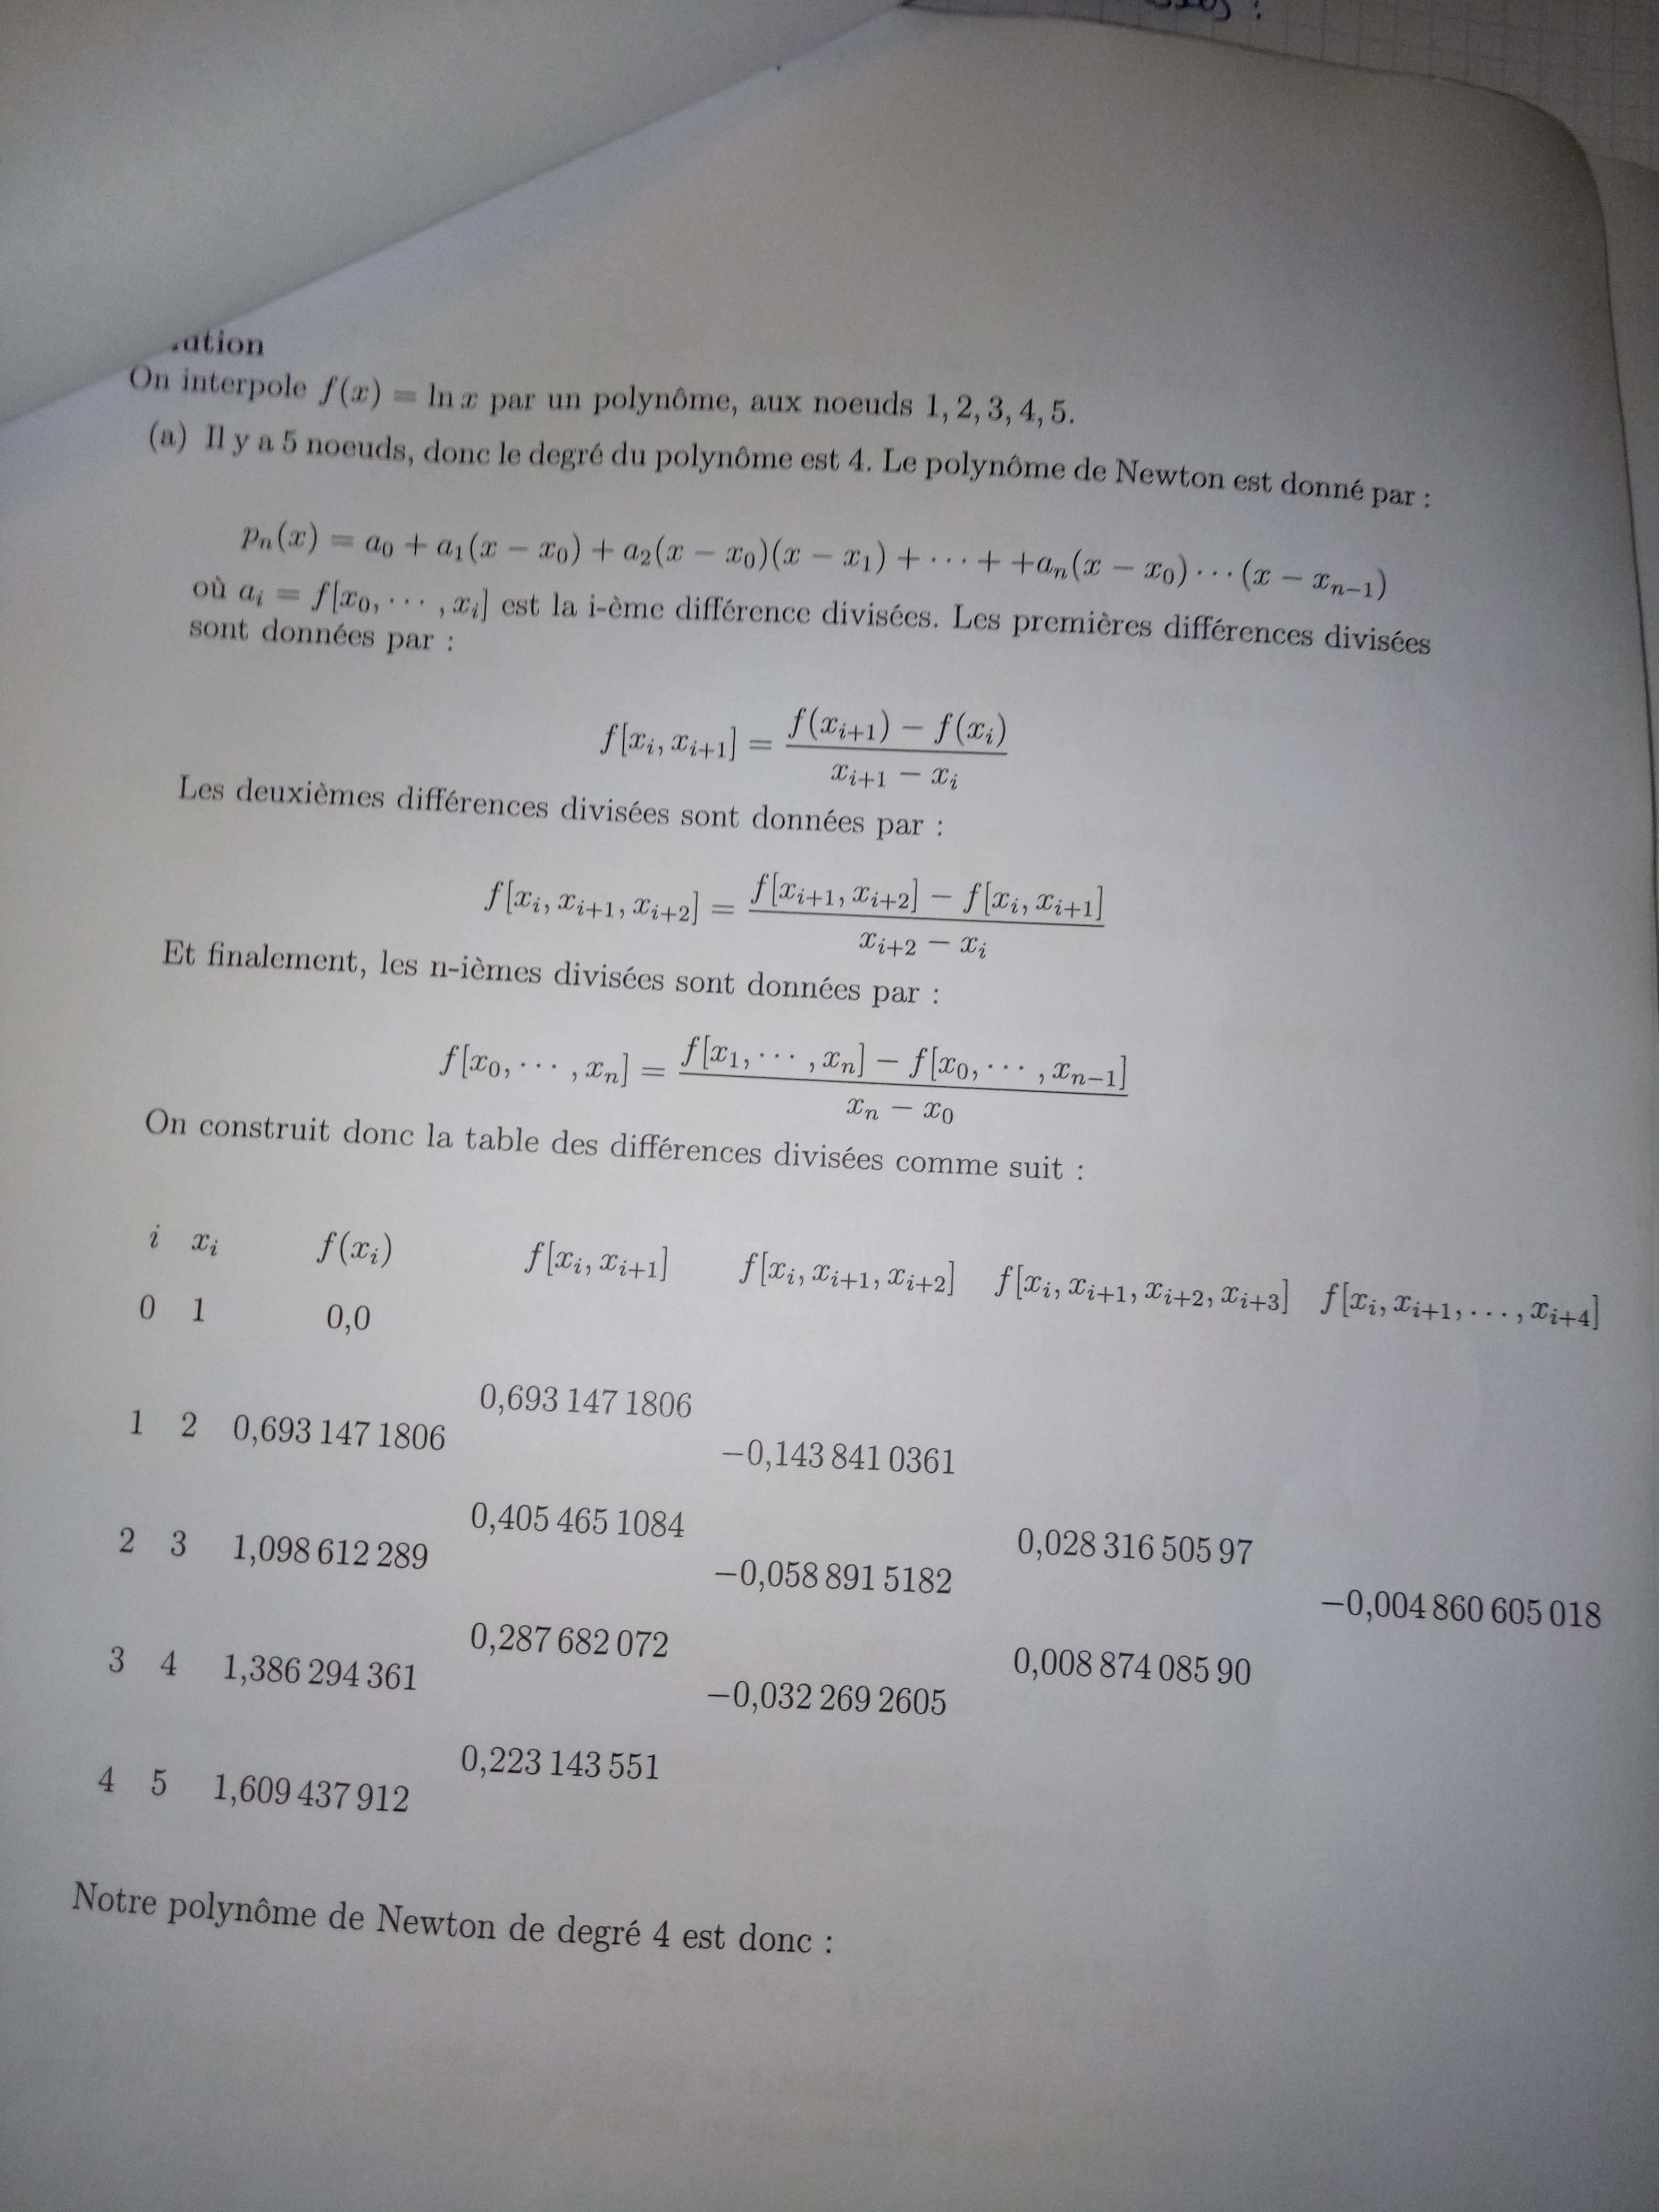 On interpole f(x) = ln x par un polynôme, aux noeuds 1, 2, 3, 4, 5.
(a) Il y a 5 noeuds, donc le degré du polynôme est 4. Le polynôme de Newton est donné par :
pₙ(x) = a₀ + a₁(x − x₀) + a₂(x − x₀)(x − x₁) + ··· + +aₙ(x − x₀) ··· (x − xₙ₋₁)
où aᵢ = f[x₀, ··· , xᵢ] est la i-ème différence divisées. Les premières différences divisées
sont données par :
f[xᵢ, xᵢ₊₁] = (f(xᵢ₊₁) − f(xᵢ)) / (xᵢ₊₁ − xᵢ)
Les deuxièmes différences divisées sont données par :
f[xᵢ, xᵢ₊₁, xᵢ₊₂] = (f[xᵢ₊₁, xᵢ₊₂] − f[xᵢ, xᵢ₊₁]) / (xᵢ₊₂ − xᵢ)
Et finalement, les n-ièmes divisées sont données par :
f[x₀, ··· , xₙ] = (f[x₁, ··· , xₙ] − f[x₀, ··· , xₙ₋₁]) / (xₙ − x₀)
On construit donc la table des différences divisées comme suit :
i xᵢ f(xᵢ) f[xᵢ, xᵢ₊₁] f[xᵢ, xᵢ₊₁, xᵢ₊₂] f[xᵢ, xᵢ₊₁, xᵢ₊₂, xᵢ₊₃] f[xᵢ, xᵢ₊₁, . . . , xᵢ₊₄]
0 1 0,0
0,693 147 1806
1 2 0,693 147 1806 −0,143 841 0361
0,405 465 1084 0,028 316 505 97
2 3 1,098 612 289 −0,058 891 5182 −0,004 860 605 018
0,287 682 072 0,008 874 085 90
3 4 1,386 294 361 −0,032 269 2605
0,223 143 551
4 5 1,609 437 912
Notre polynôme de Newton de degré 4 est donc :